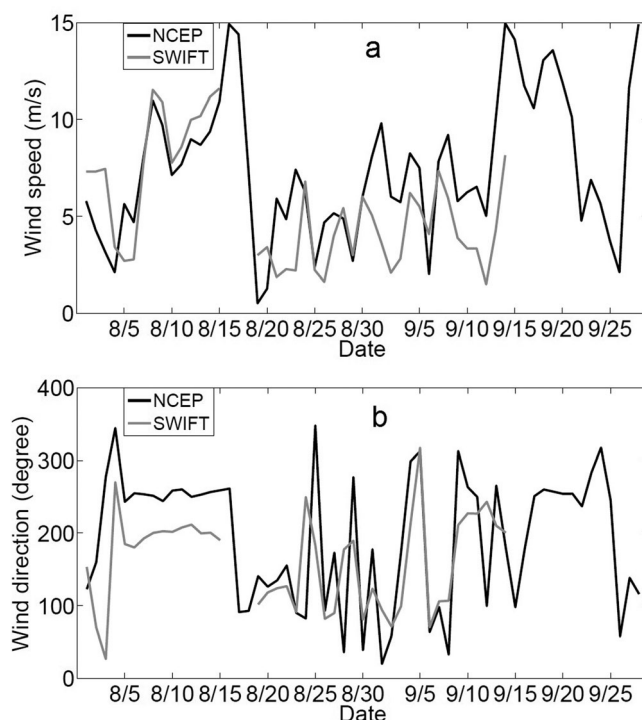 15
10
5
0
Wind speed (m/s)
NCEP
SWIFT
a
8/5 8/10 8/15 8/20 8/25 8/30 9/5 9/10 9/15 9/20 9/25
Date
400
300
200
100
0
Wind direction (degree)
NCEP
SWIFT
b
8/5 8/10 8/15 8/20 8/25 8/30 9/5 9/10 9/15 9/20 9/25
Date